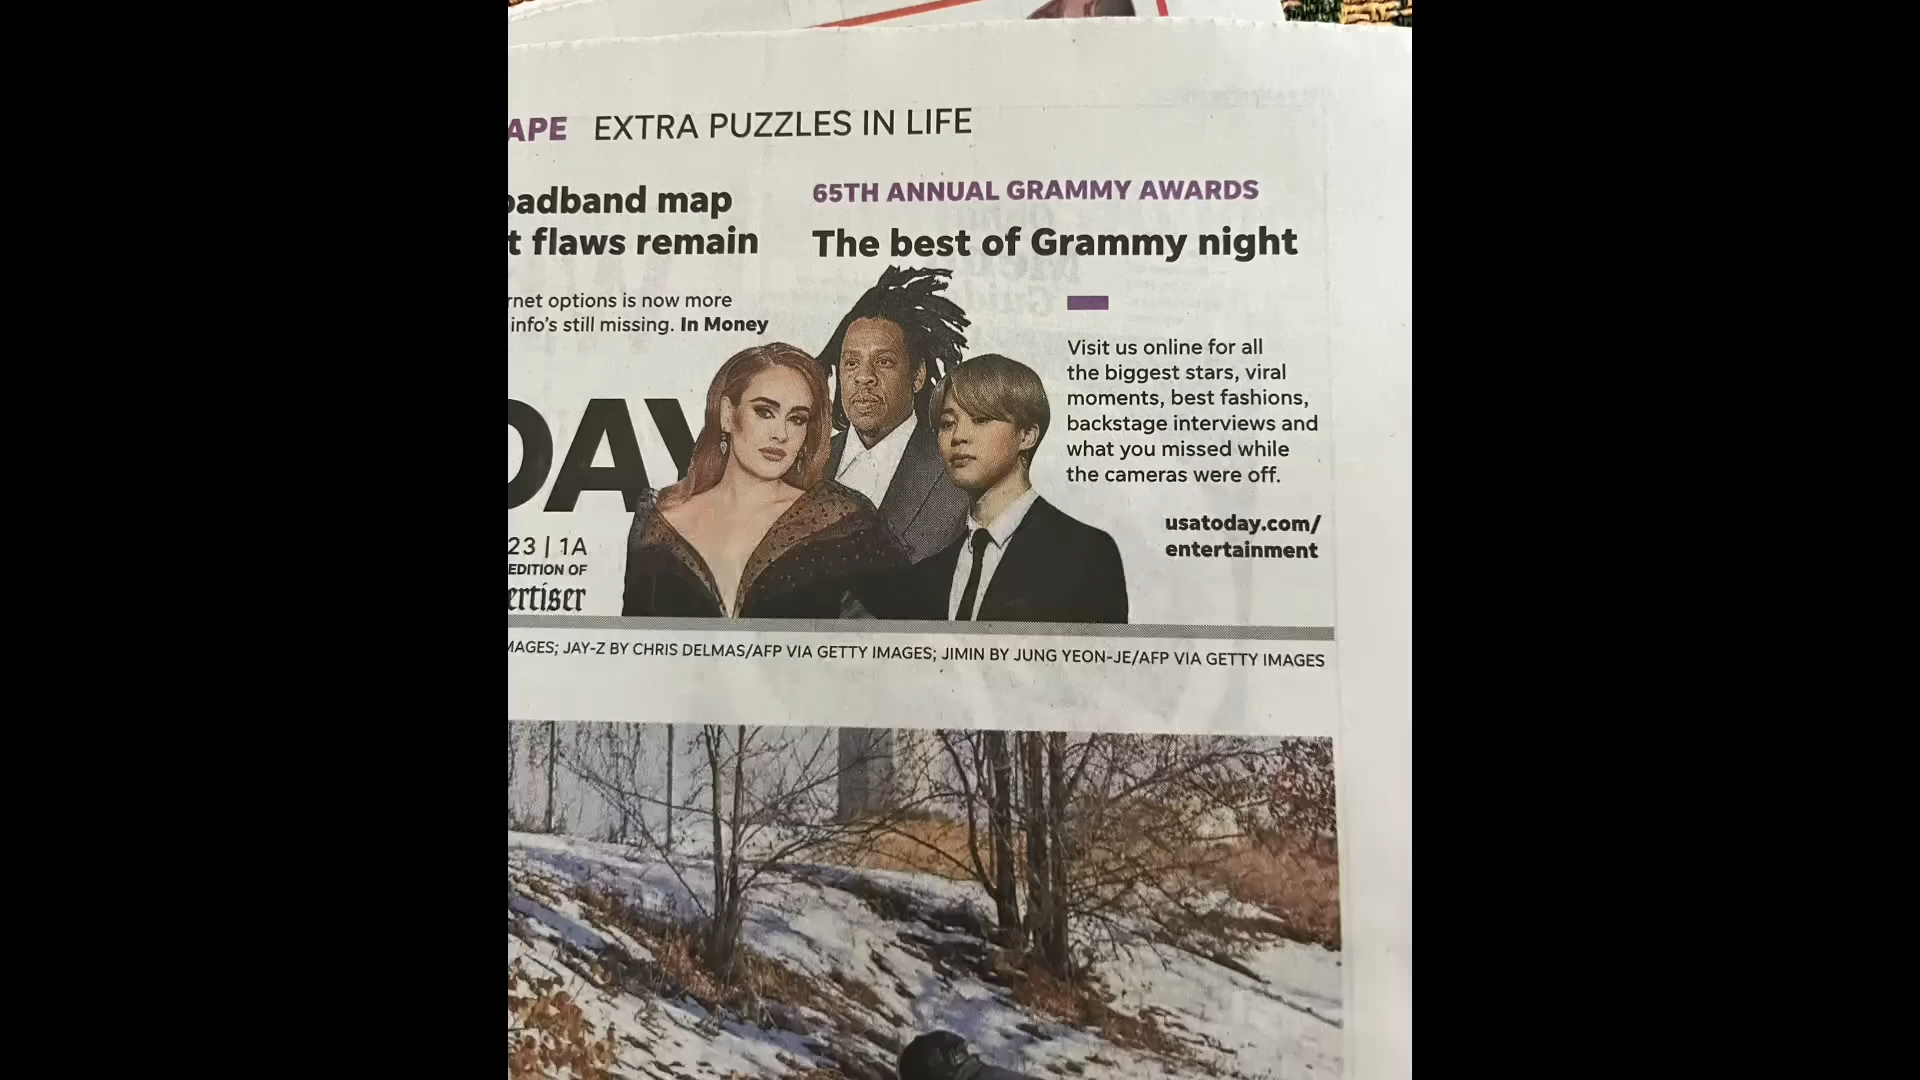 APE EXTRA PUZZLES IN LIFE
oadband map
t flaws remain
rnet options is now more
info's still missing. In Money
65TH ANNUAL GRAMMY AWARDS
The best of Grammy night
Visit us online for all
the biggest stars, viral
moments, best fashions,
backstage interviews and
what you missed while
the cameras were off.
usatoday.com/
entertainment
DAY
23 | 1A
EDITION OF
ertiser
MAGES; JAY-Z BY CHRIS DELMAS/AFP VIA GETTY IMAGES; JIMIN BY JUNG YEON-JE/AFP VIA GETTY IMAGES